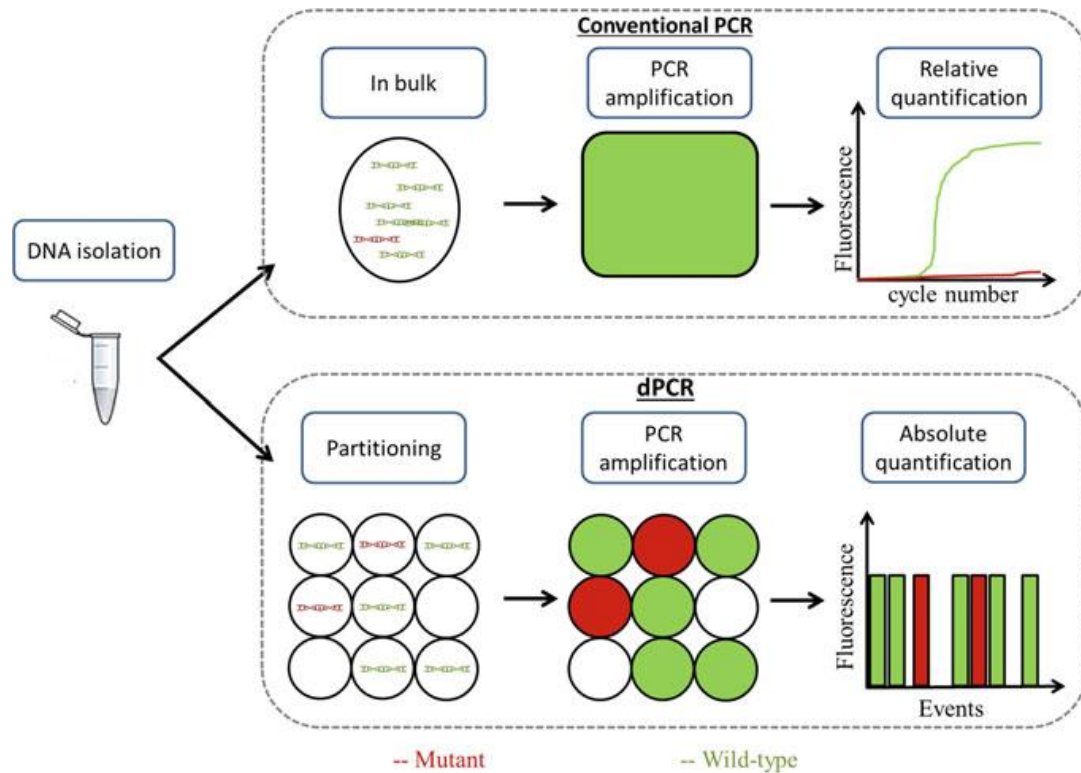 Conventional PCR
In bulk
PCR
amplification
Relative
quantification
Fluorescence
cycle number
DNA isolation
dPCR
Partitioning
PCR
amplification
Absolute
quantification
Fluorescence
Events
-- Mutant
-- Wild-type